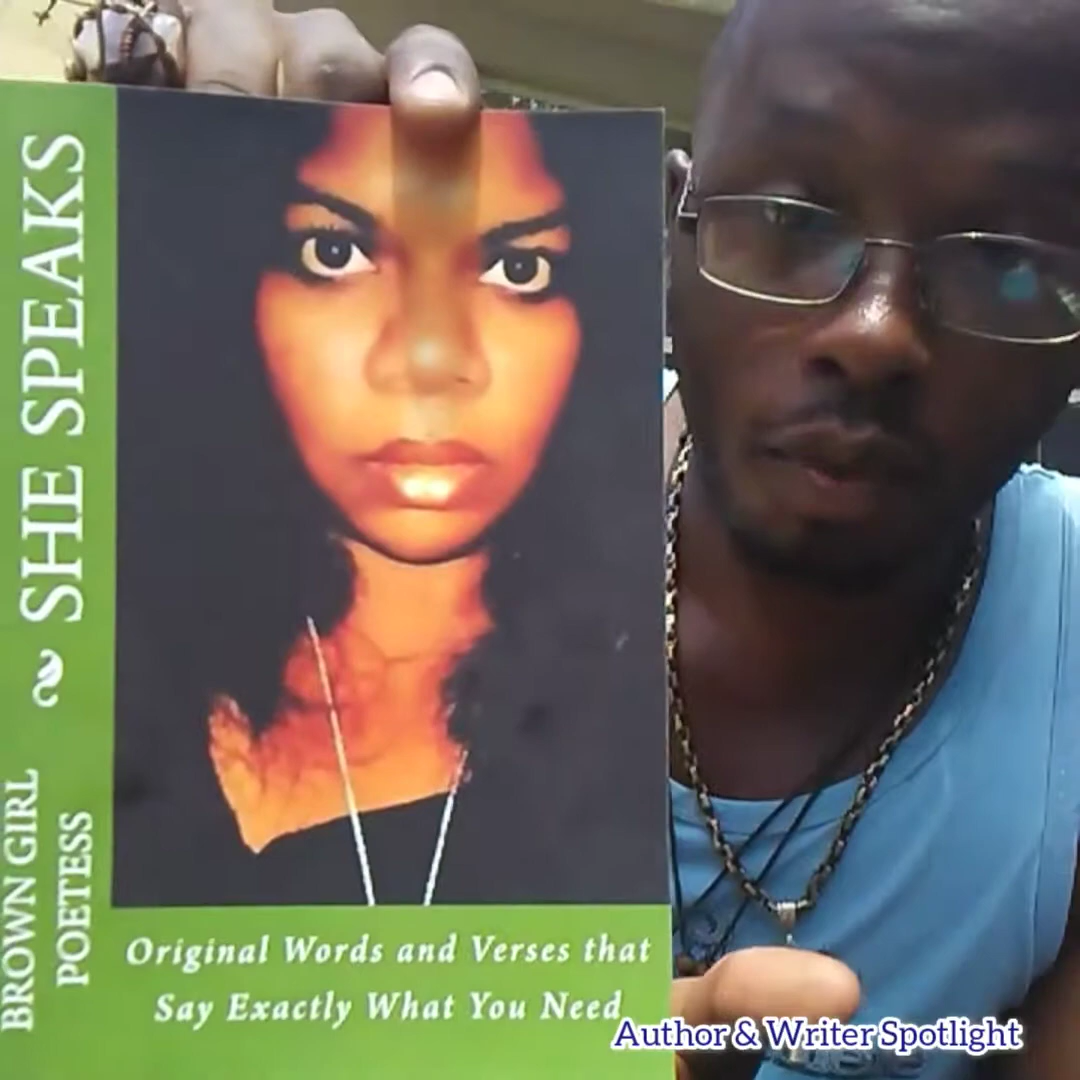 SHE SPEAKS
BROWN GIRL
POETESS
Original Words and Verses that
Say Exactly What You Need
Author & Writer Spotlight